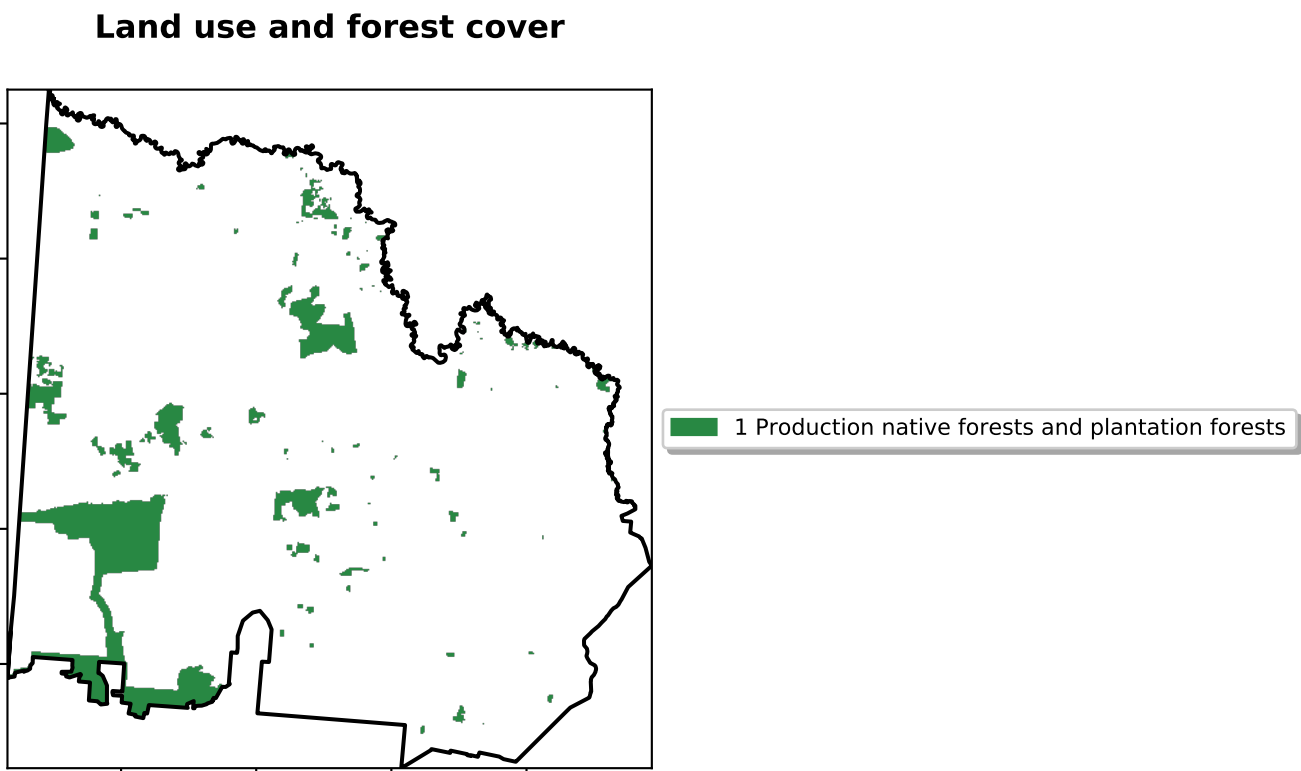 Land use and forest cover
1 Production native forests and plantation forests